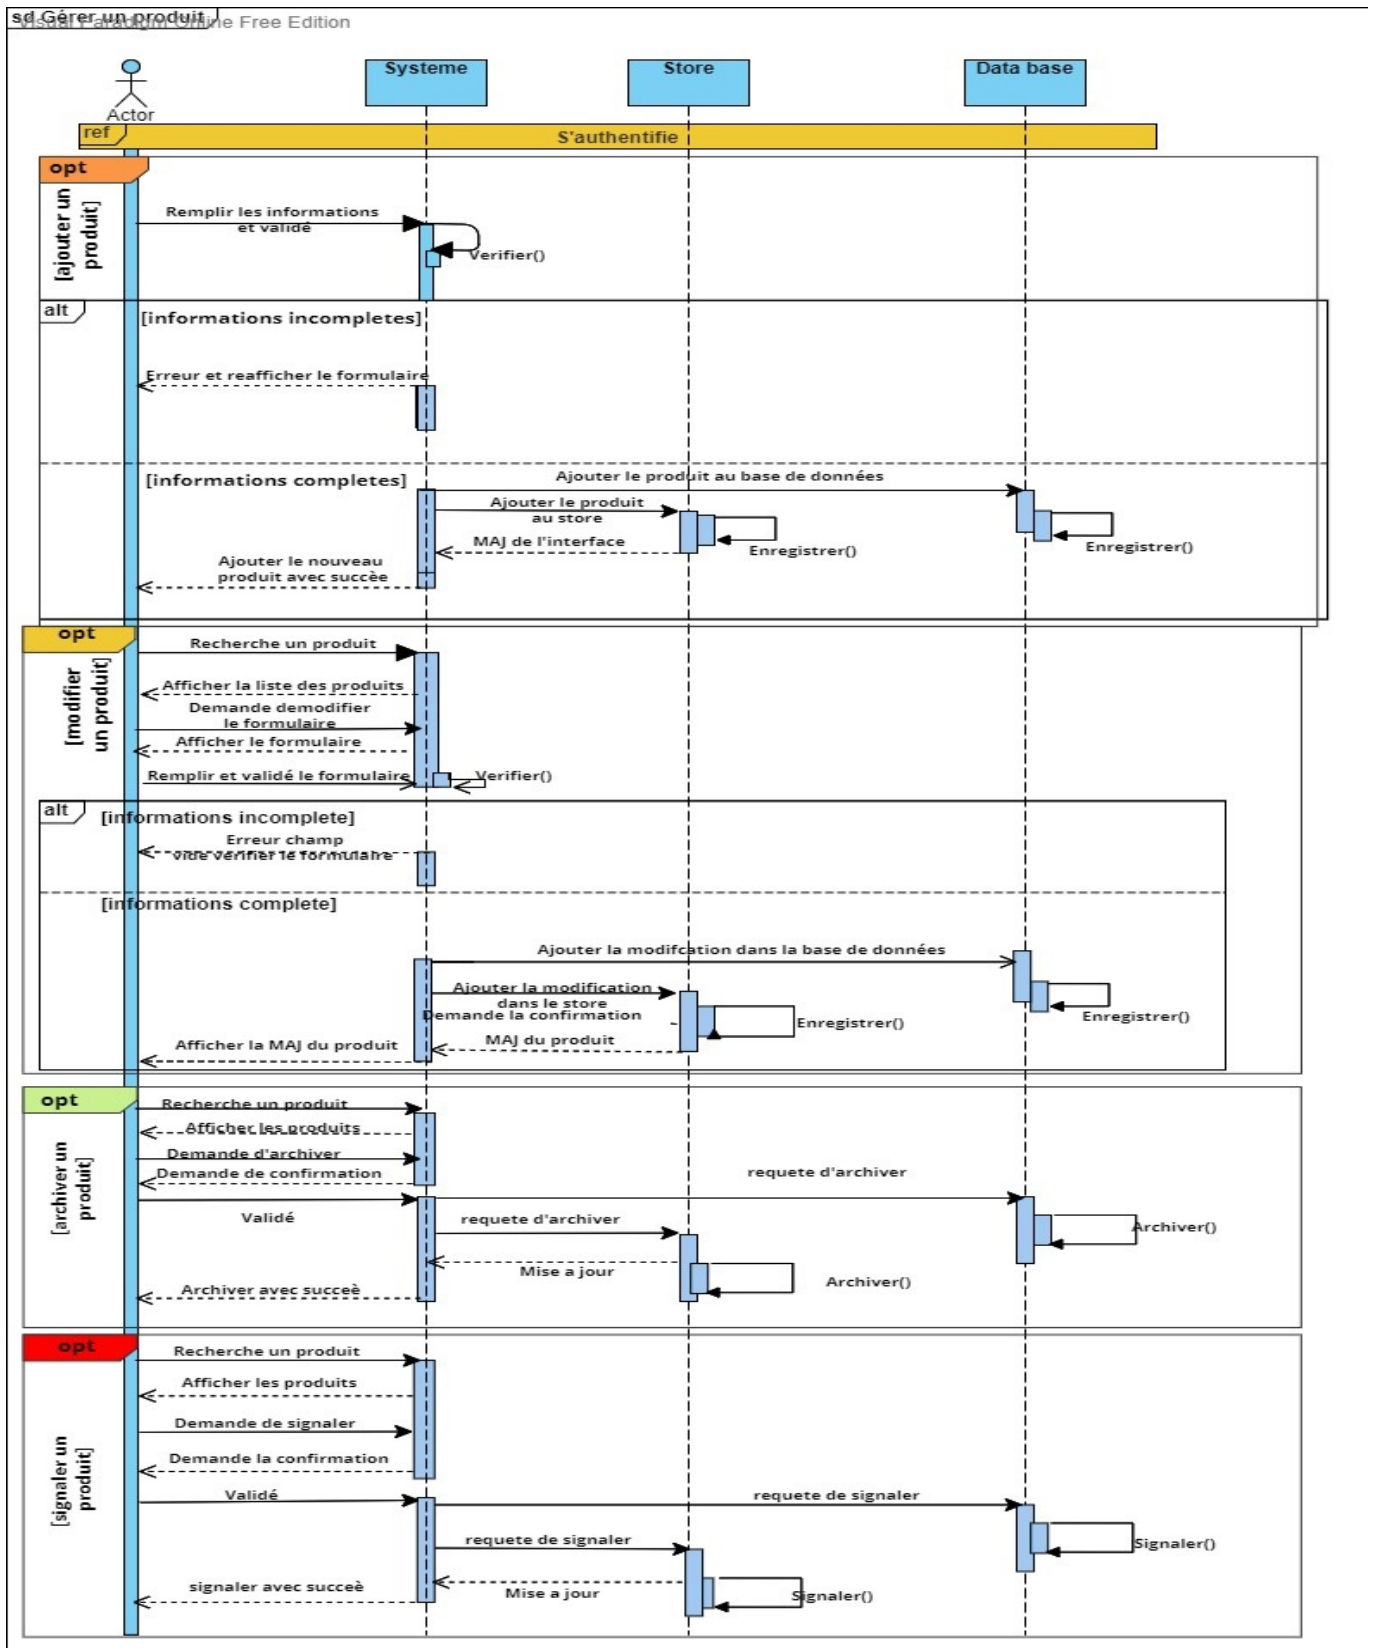 sd Gérer un produit
Visual Paradigm Online Free Edition
Systeme
Store
Data base
Actor
ref
S'authentifie
opt
[ajouter un
produit]
Remplir les informations
et validé
Verifier()
alt
[informations incompletes]
Erreur et reafficher le formulaire
[informations completes]
Ajouter le produit au base de données
Ajouter le produit
au store
MAJ de l'interface
Enregistrer()
Enregistrer()
Ajouter le nouveau
produit avec succèe
opt
[modifier
un produit]
Recherche un produit
Afficher la liste des produits
Demande demodifier
le formulaire
Afficher le formulaire
Remplir et validé le formulaire
Verifier()
alt
[informations incomplete]
Erreur champ
vide verifier le formulaire
[informations complete]
Ajouter la modifcation dans la base de données
Ajouter la modification
dans le store
Demande la confirmation
Enregistrer()
Enregistrer()
MAJ du produit
Afficher la MAJ du produit
opt
[archiver un
produit]
Recherche un produit
Afficher les produits
Demande d'archiver
Demande de confirmation
requete d'archiver
Validé
requete d'archiver
Archiver()
Mise a jour
Archiver()
Archiver avec succeè
opt
[signaler un
produit]
Recherche un produit
Afficher les produits
Demande de signaler
Demande la confirmation
Validé
requete de signaler
requete de signaler
Signaler()
Mise a jour
Signaler()
signaler avec succeè